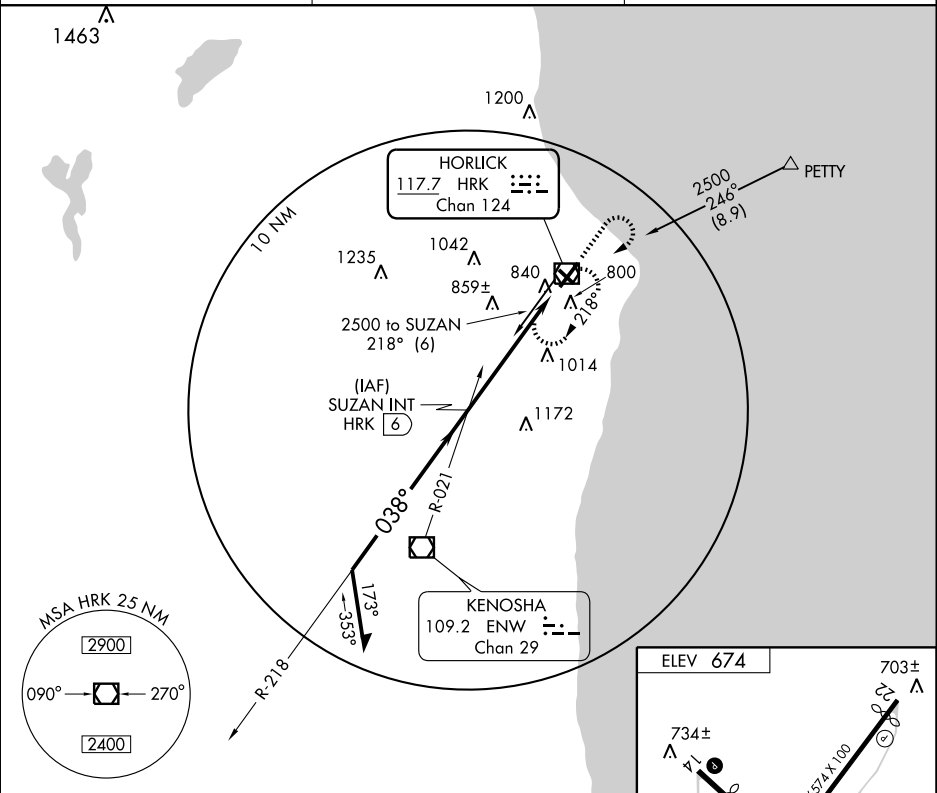 1463
1200
HORLICK
117.7 HRK
Chan 124
PETTY
2500
246°
(8.9)
10 NM
1235
1042
840
800
859±
218°
2500 to SUZAN
218° (6)
1014
(IAF)
SUZAN INT
HRK 6
1172
038°
R-021
KENOSHA
109.2 ENW
Chan 29
173°
353°
R-218
MSA HRK 25 NM
2900
090° 270°
2400
ELEV 674
703±
22
734±
14
574 X 100
P
P